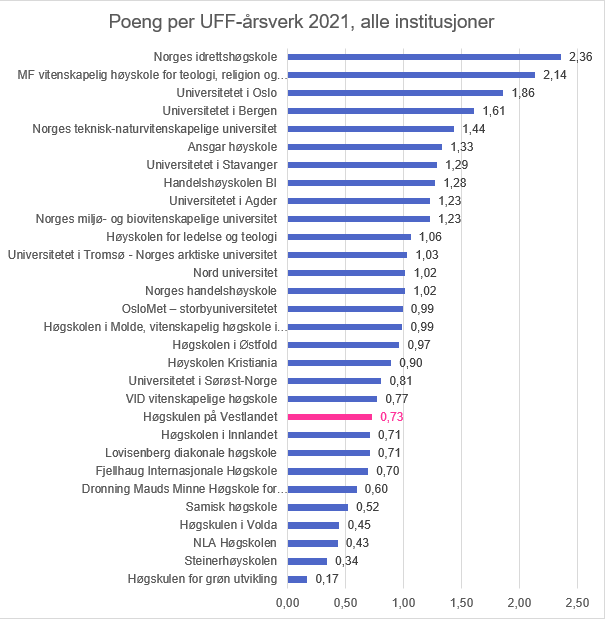 Poeng per UFF-årsverk 2021, alle institusjoner
Norges idrettshøgskole 2,36
MF vitenskapelig høyskole for teologi, religion og... 2,14
Universitetet i Oslo 1,86
Universitetet i Bergen 1,61
Norges teknisk-naturvitenskapelige universitet 1,44
Ansgar høyskole 1,33
Universitetet i Stavanger 1,29
Handelshøyskolen BI 1,28
Universitetet i Agder 1,23
Norges miljø- og biovitenskapelige universitet 1,23
Høyskolen for ledelse og teologi 1,06
Universitetet i Tromsø - Norges arktiske universitet 1,03
Nord universitet 1,02
Norges handelshøyskole 1,02
OsloMet – storbyuniversitetet 0,99
Høgskolen i Molde, vitenskapelig høgskole i... 0,99
Høgskolen i Østfold 0,97
Høyskolen Kristiania 0,90
Universitetet i Sørøst-Norge 0,81
VID vitenskapelige høgskole 0,77
Høgskulen på Vestlandet 0,73
Høgskolen i Innlandet 0,71
Lovisenberg diakonale høgskole 0,71
Fjellhaug Internasjonale Høgskole 0,70
Dronning Mauds Minne Høgskole for... 0,60
Samisk høgskole 0,52
Høgskulen i Volda 0,45
NLA Høgskolen 0,43
Steinerhøyskolen 0,34
Høgskulen for grøn utvikling 0,17
0,00 0,50 1,00 1,50 2,00 2,50